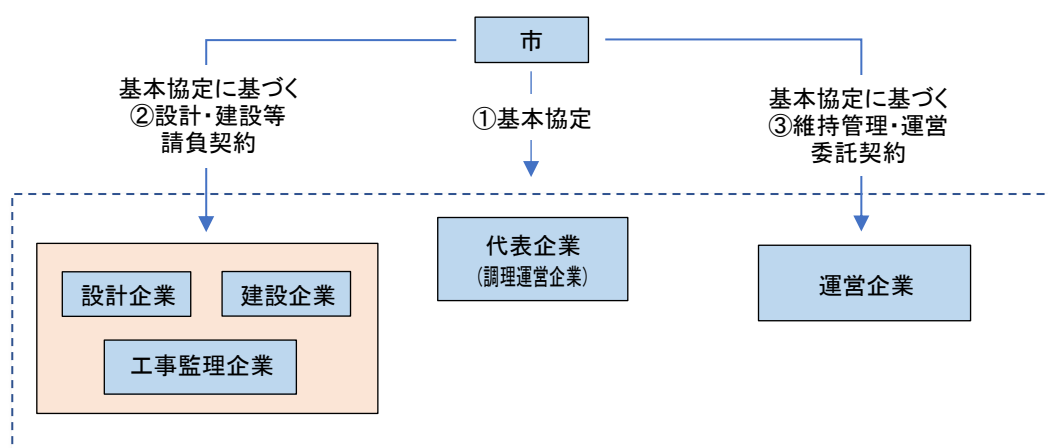 市
基本協定に基づく
②設計・建設等
請負契約
①基本協定
基本協定に基づく
③維持管理・運営
委託契約
代表企業
(調理運営企業)
運営企業
設計企業
建設企業
工事監理企業